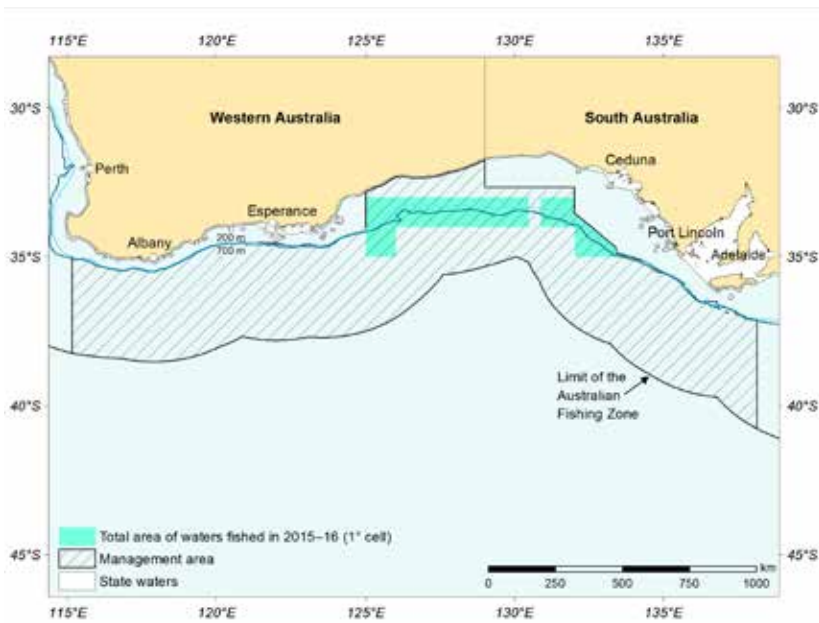 115°E 120°E 125°E 130°E 135°E
30°S 30°S
Western Australia South Australia
Perth
Ceduna
Esperance
Albany
Port Lincoln
Adelaide
200 m
700 m
35°S 35°S
Limit of the
Australian
Fishing Zone
40°S 40°S
Total area of waters fished in 2015–16 (1° cell)
Management area
State waters
45°S 45°S
km
0 250 500 750 1000
115°E 120°E 125°E 130°E 135°E